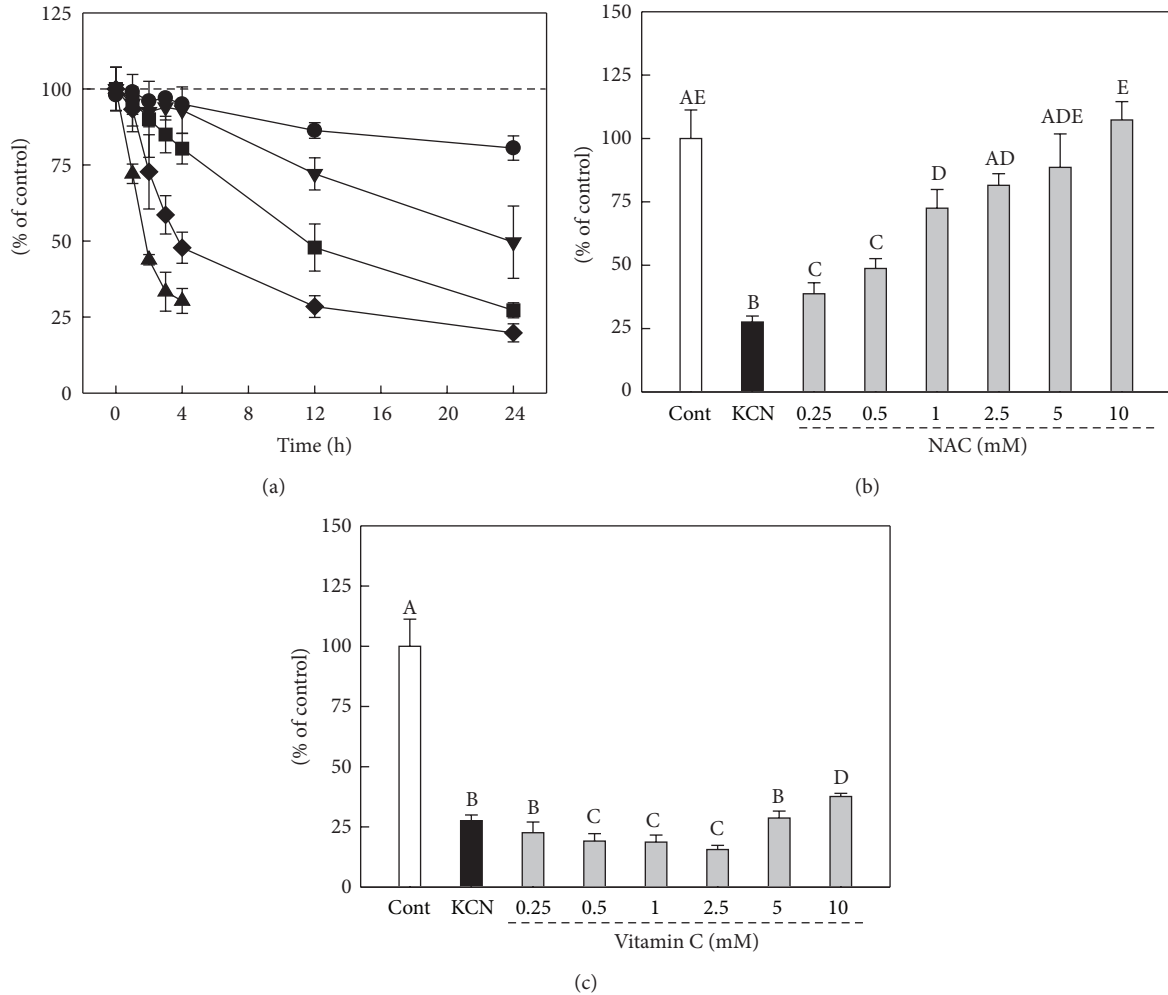 125
100
75
50
25
0
(% of control)
0 4 8 12 16 20 24
Time (h)
(a)
150
125
100
75
50
25
0
(% of control)
AE B C C D AD ADE E
Cont KCN 0.25 0.5 1 2.5 5 10
NAC (mM)
(b)
150
125
100
75
50
25
0
(% of control)
A B B C C C B D
Cont KCN 0.25 0.5 1 2.5 5 10
Vitamin C (mM)
(c)